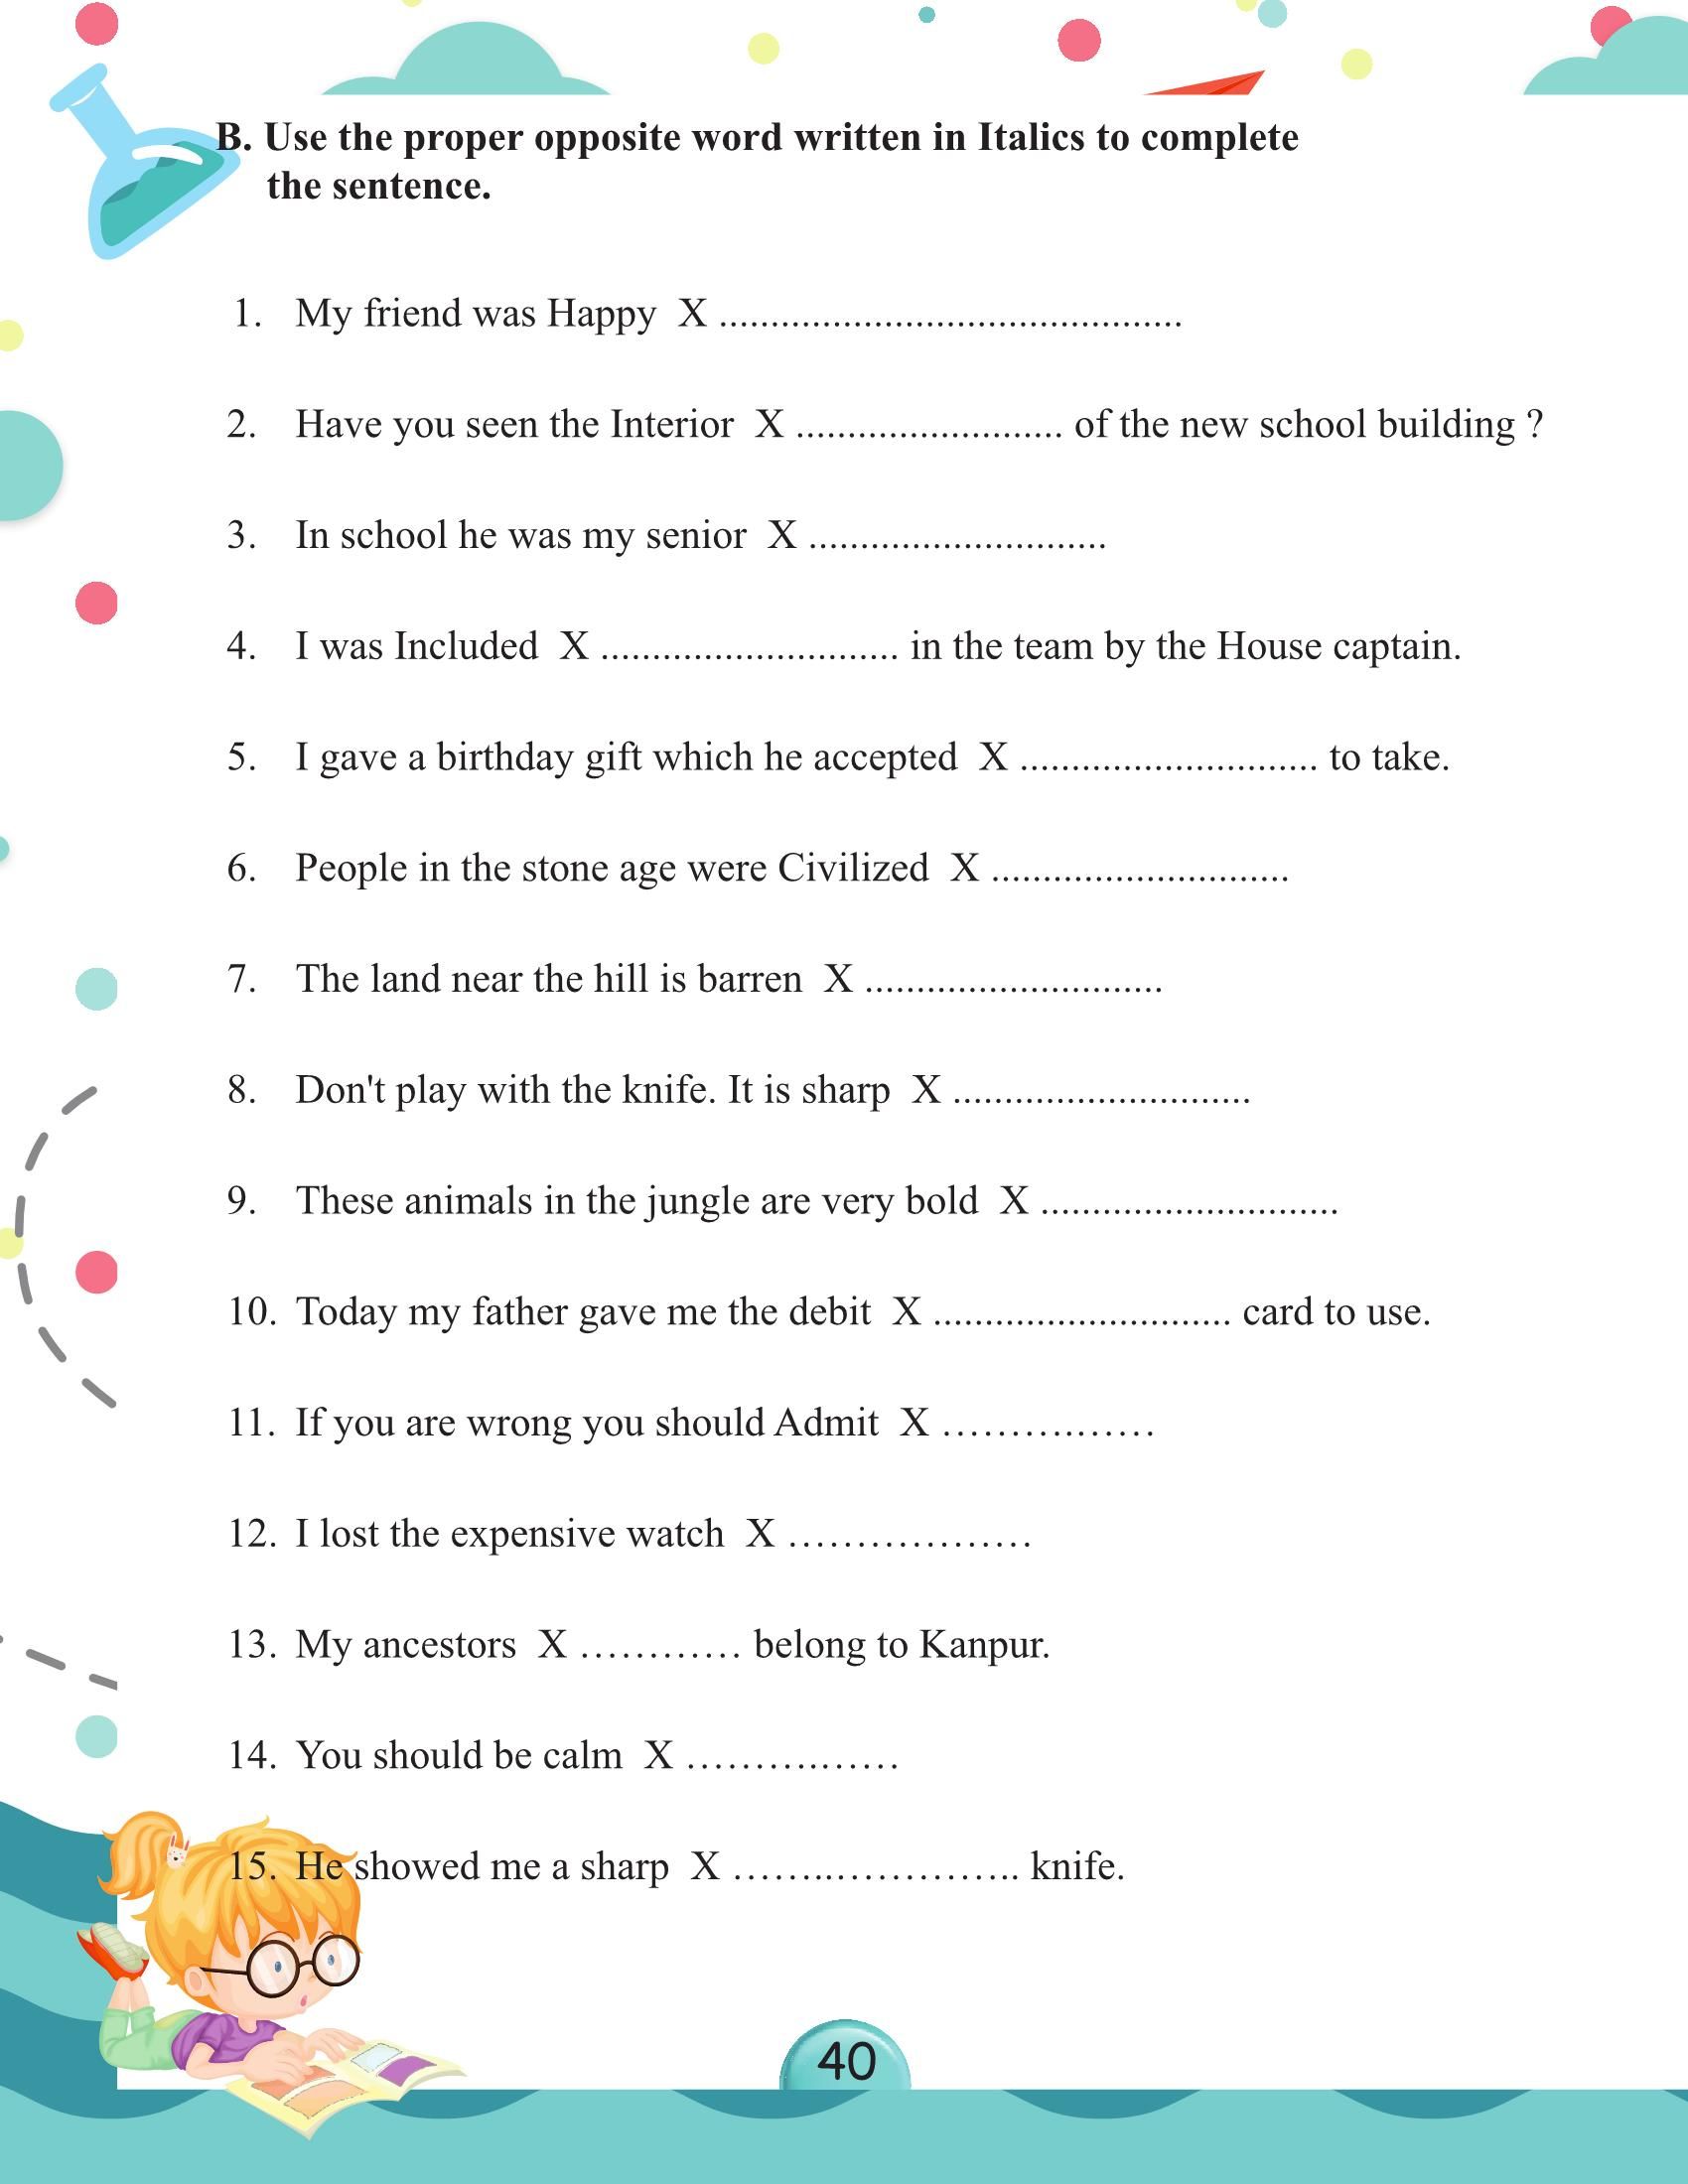 B. Use the proper opposite word written in Italics to complete
the sentence.
1. My friend was Happy X .............................................
2. Have you seen the Interior X .......................... of the new school building ?
3. In school he was my senior X .............................
4. I was Included X ............................. in the team by the House captain.
5. I gave a birthday gift which he accepted X ............................. to take.
6. People in the stone age were Civilized X .............................
7. The land near the hill is barren X .............................
8. Don't play with the knife. It is sharp X .............................
9. These animals in the jungle are very bold X .............................
10. Today my father gave me the debit X ............................. card to use.
11. If you are wrong you should Admit X ................
12. I lost the expensive watch X ..................
13. My ancestors X ............ belong to Kanpur.
14. You should be calm X ................
15. He showed me a sharp X ...................... knife.
40